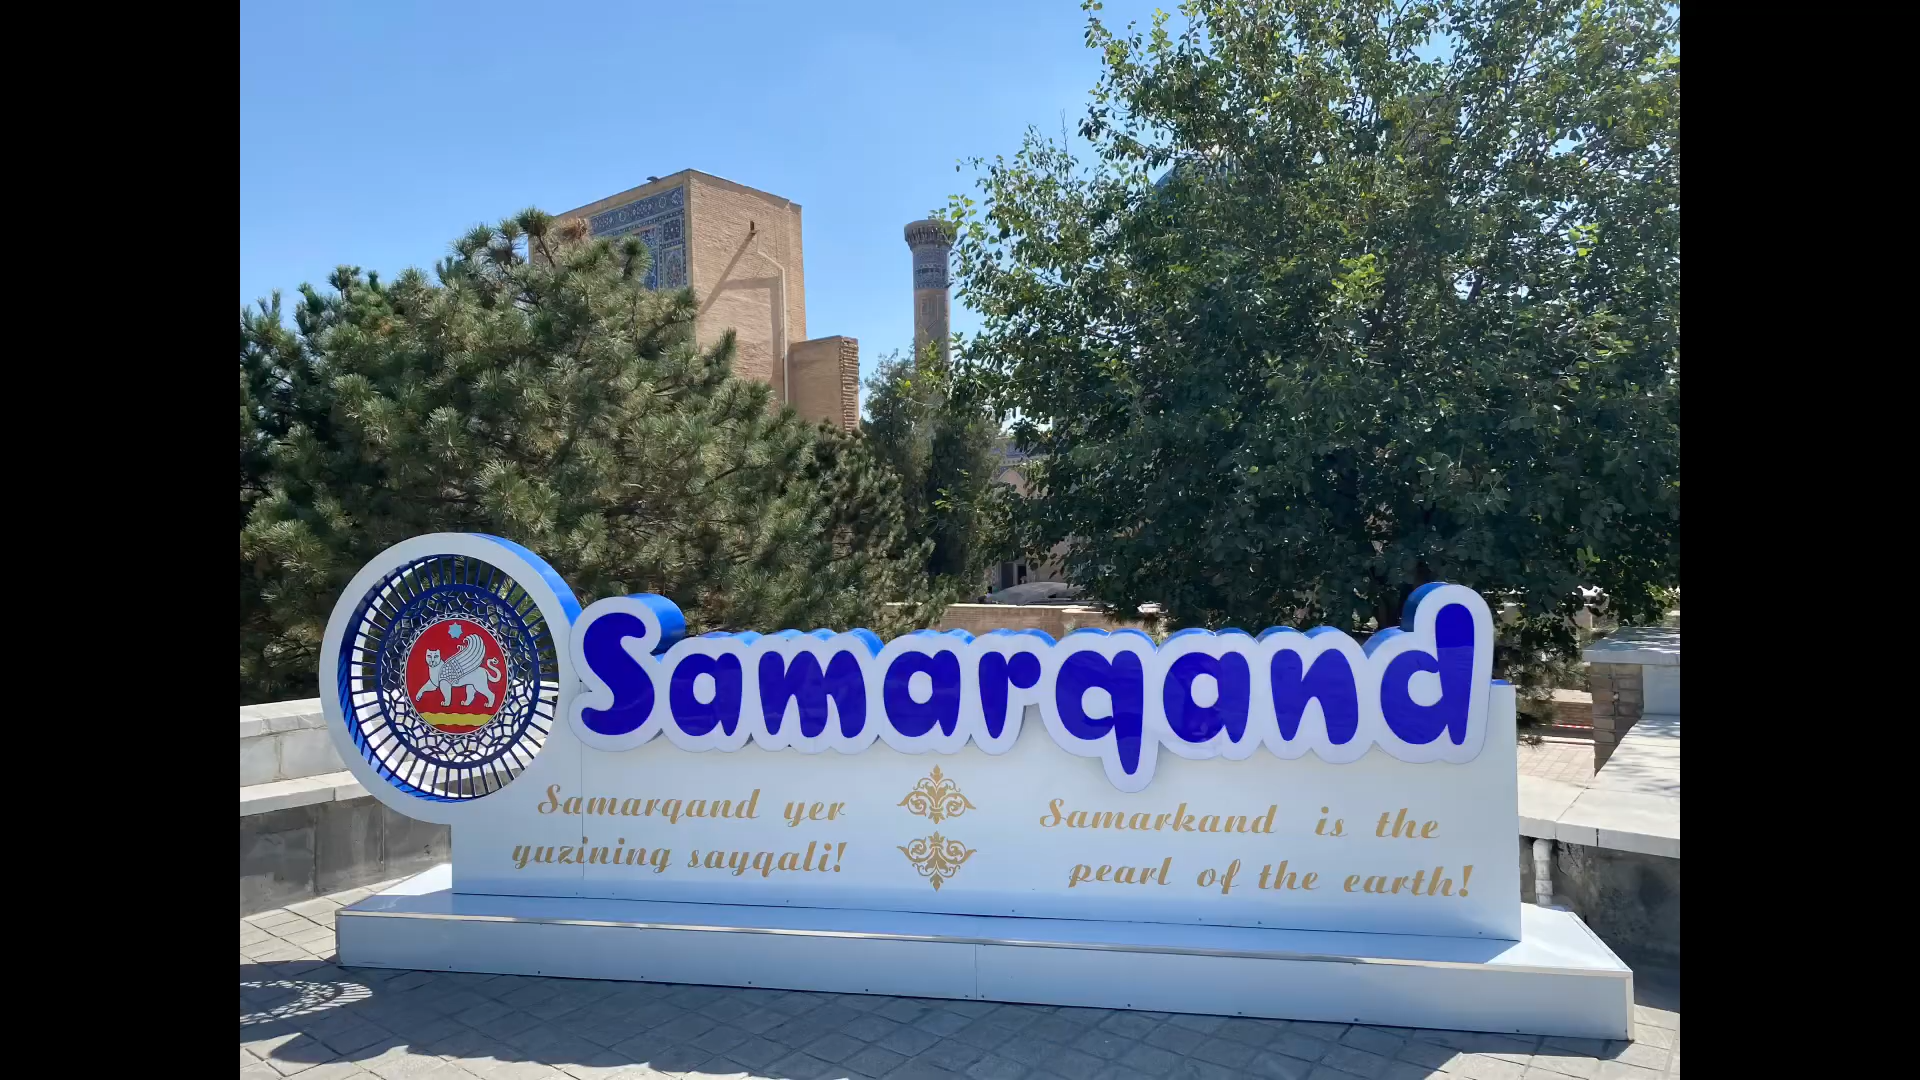 Samarqand
Samarqand yer
yuzining sayqali!
Samarkand is the
pearl of the earth!